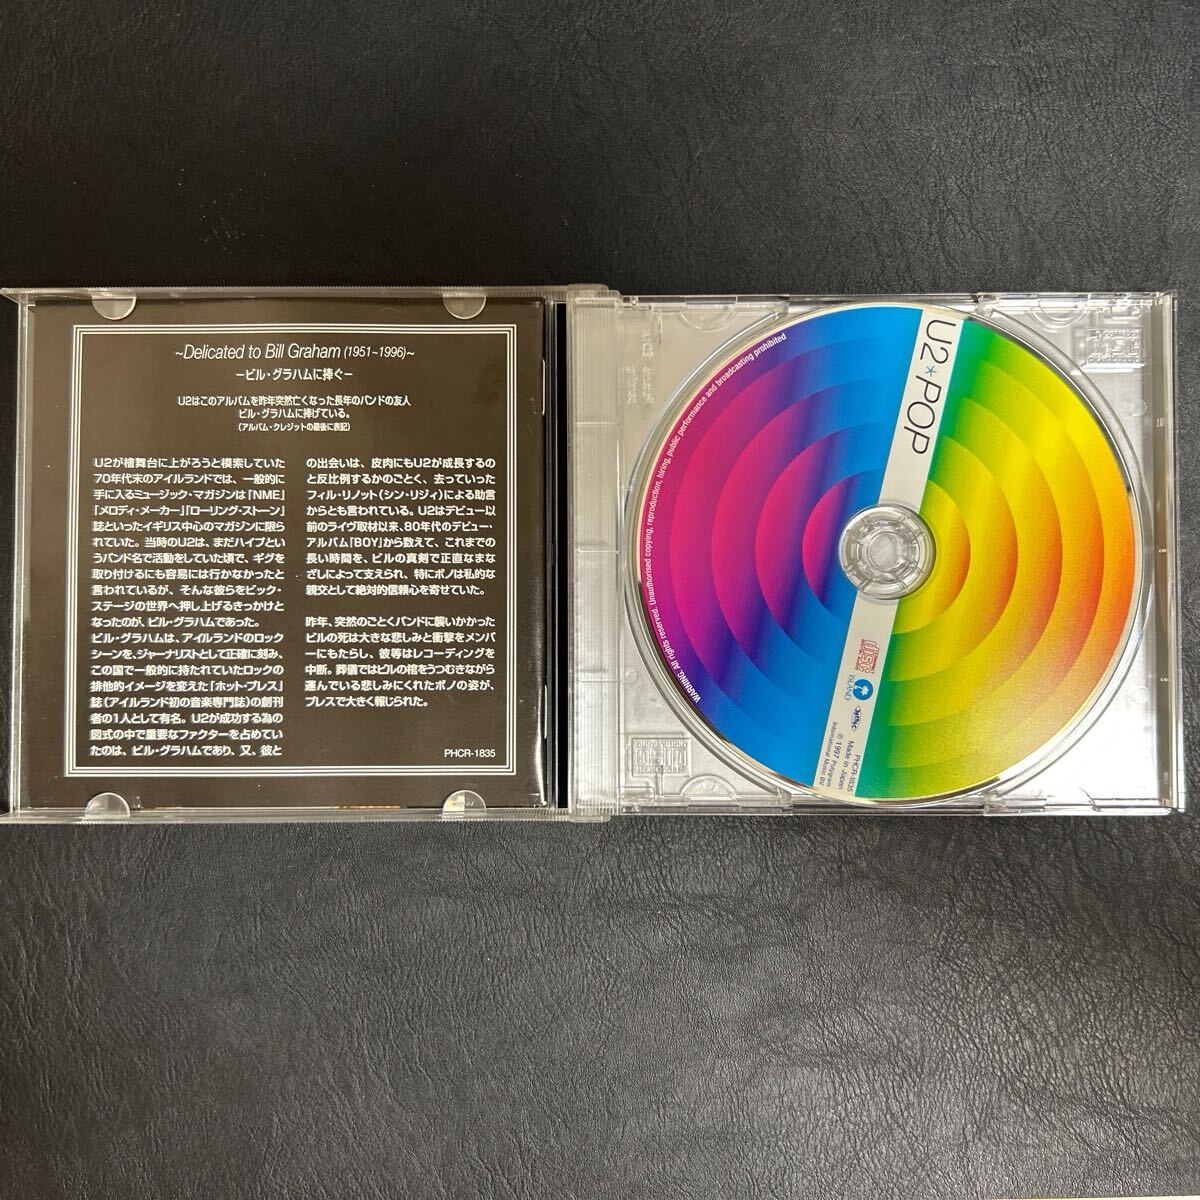 ~Delicated to Bill Graham (1951~1996)~
−ビル・グラハムに捧ぐ−
U2はこのアルバムを昨年突然亡くなった長年のバンドの友人
ビル・グラハムに捧げている。
(アルバム・クレジットの最後に表記)
U2が檜舞台に上がろうと模索していた
70年代末のアイルランドでは、一般的に
手に入るミュージック・マガジンは「NME」
「メロディ・メーカー」「ローリング・ストーン」
誌といったイギリス中心のマガジンに限ら
れていた。当時のU2は、まだハイプとい
うバンド名で活動をしていた頃で、ギグを
取り付けるにも容易には行かなかったと
言われているが、そんな彼らをビック・
ステージの世界へ押し上げるきっかけと
なったのが、ビル・グラハムであった。
ビル・グラハムは、アイルランドのロック
シーンを、ジャーナリストとして正確に刻み、
この国で一般的に持たれていたロックの
排他的イメージを変えた「ホット・プレス」
誌(アイルランド初の音楽専門誌)の創刊
者の1人として有名。U2が成功する為の
図式の中で重要なファクターを占めてい
たのは、ビル・グラハムであり、又、彼と
の出会いは、皮肉にもU2が成長するの
と反比例するかのごとく、去っていった
フィル・リノット(シン・リジィ)による助言
からとも言われている。U2はデビュー以
前のライヴ取材以来、80年代のデビュー・
アルバム「BOY」から数えて、これまでの
長い時間を、ビルの真剣で正直なまな
ざしによって支えられ、特にボノは私的な
親交として絶対的信頼心を寄せていた。
昨年、突然のごとくバンドに襲いかかった
ビルの死は大きな悲しみと衝撃をメンバ
ーにもたらし、彼等はレコーディングを
中断。葬儀ではビルの棺をうつむきながら
運んでいる悲しみにくれたボノの姿が、
プレスで大きく報じられた。
PHCR-1835
U2*POP
WARNING: All rights reserved. Unauthorised copying, reproduction, hiring, public performance and broadcasting prohibited
COMPACT
disc
DIGITAL AUDIO
ISLAND
PHCR-1835
Made in Japan
℗ 1997 Polygram
International Music BV